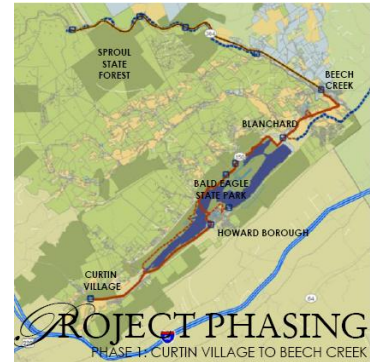 SPROUL
STATE
FOREST
BEECH
CREEK
BLANCHARD
BALD EAGLE
STATE PARK
HOWARD BOROUGH
CURTIN
VILLAGE
PROJECT PHASING
PHASE 1: CURTIN VILLAGE TO BEECH CREEK